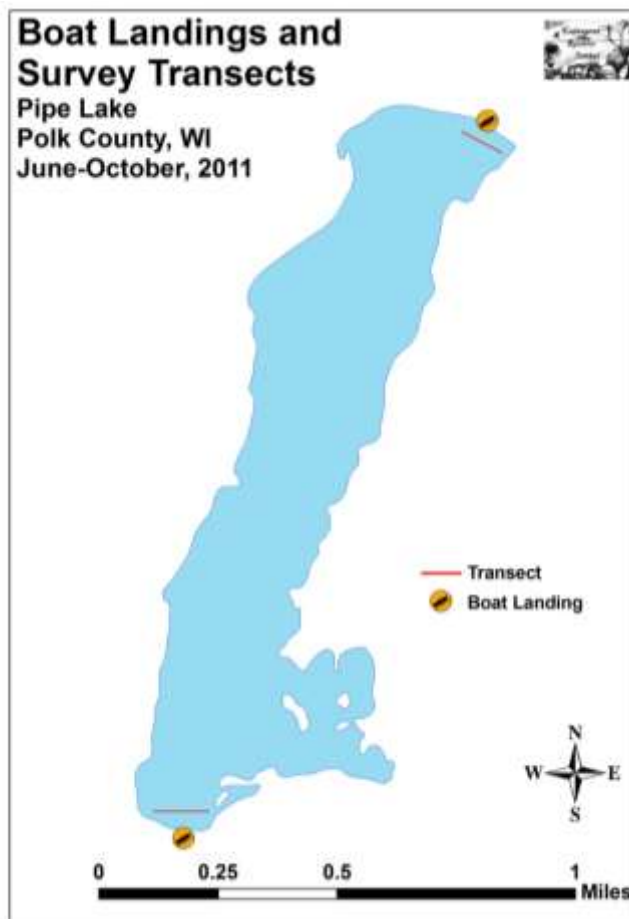 Boat Landings and
Survey Transects
Pipe Lake
Polk County, WI
June-October, 2011
Transect
Boat Landing
N
W E
S
0 0.25 0.5 1
Miles